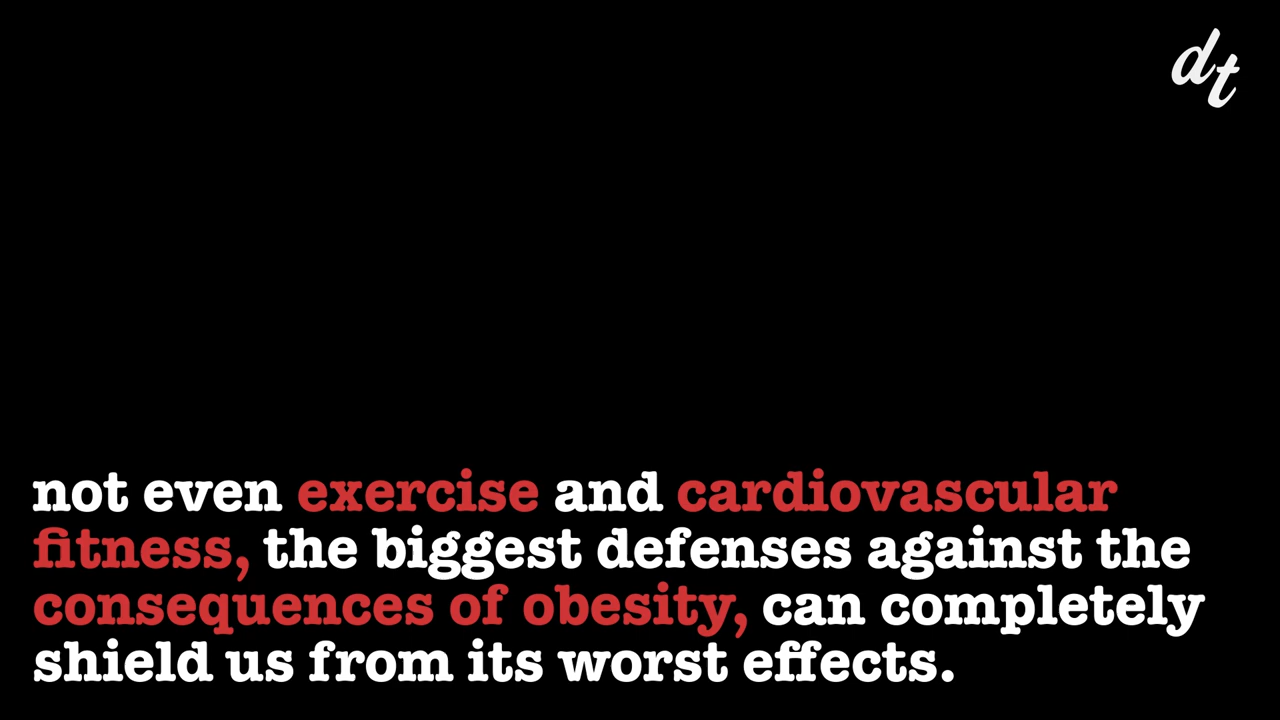 dt
not even exercise and cardiovascular
fitness, the biggest defenses against the
consequences of obesity, can completely
shield us from its worst effects.